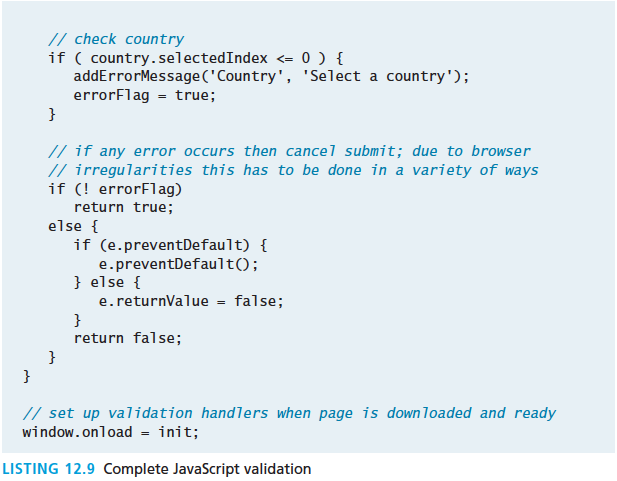 // check country
if ( country.selectedIndex <= 0 ) {
addErrorMessage('Country', 'Select a country');
errorFlag = true;
}
// if any error occurs then cancel submit; due to browser
// irregularities this has to be done in a variety of ways
if (! errorFlag)
return true;
else {
if (e.preventDefault) {
e.preventDefault();
} else {
e.returnValue = false;
}
return false;
}
}
// set up validation handlers when page is downloaded and ready
window.onload = init;
LISTING 12.9 Complete JavaScript validation